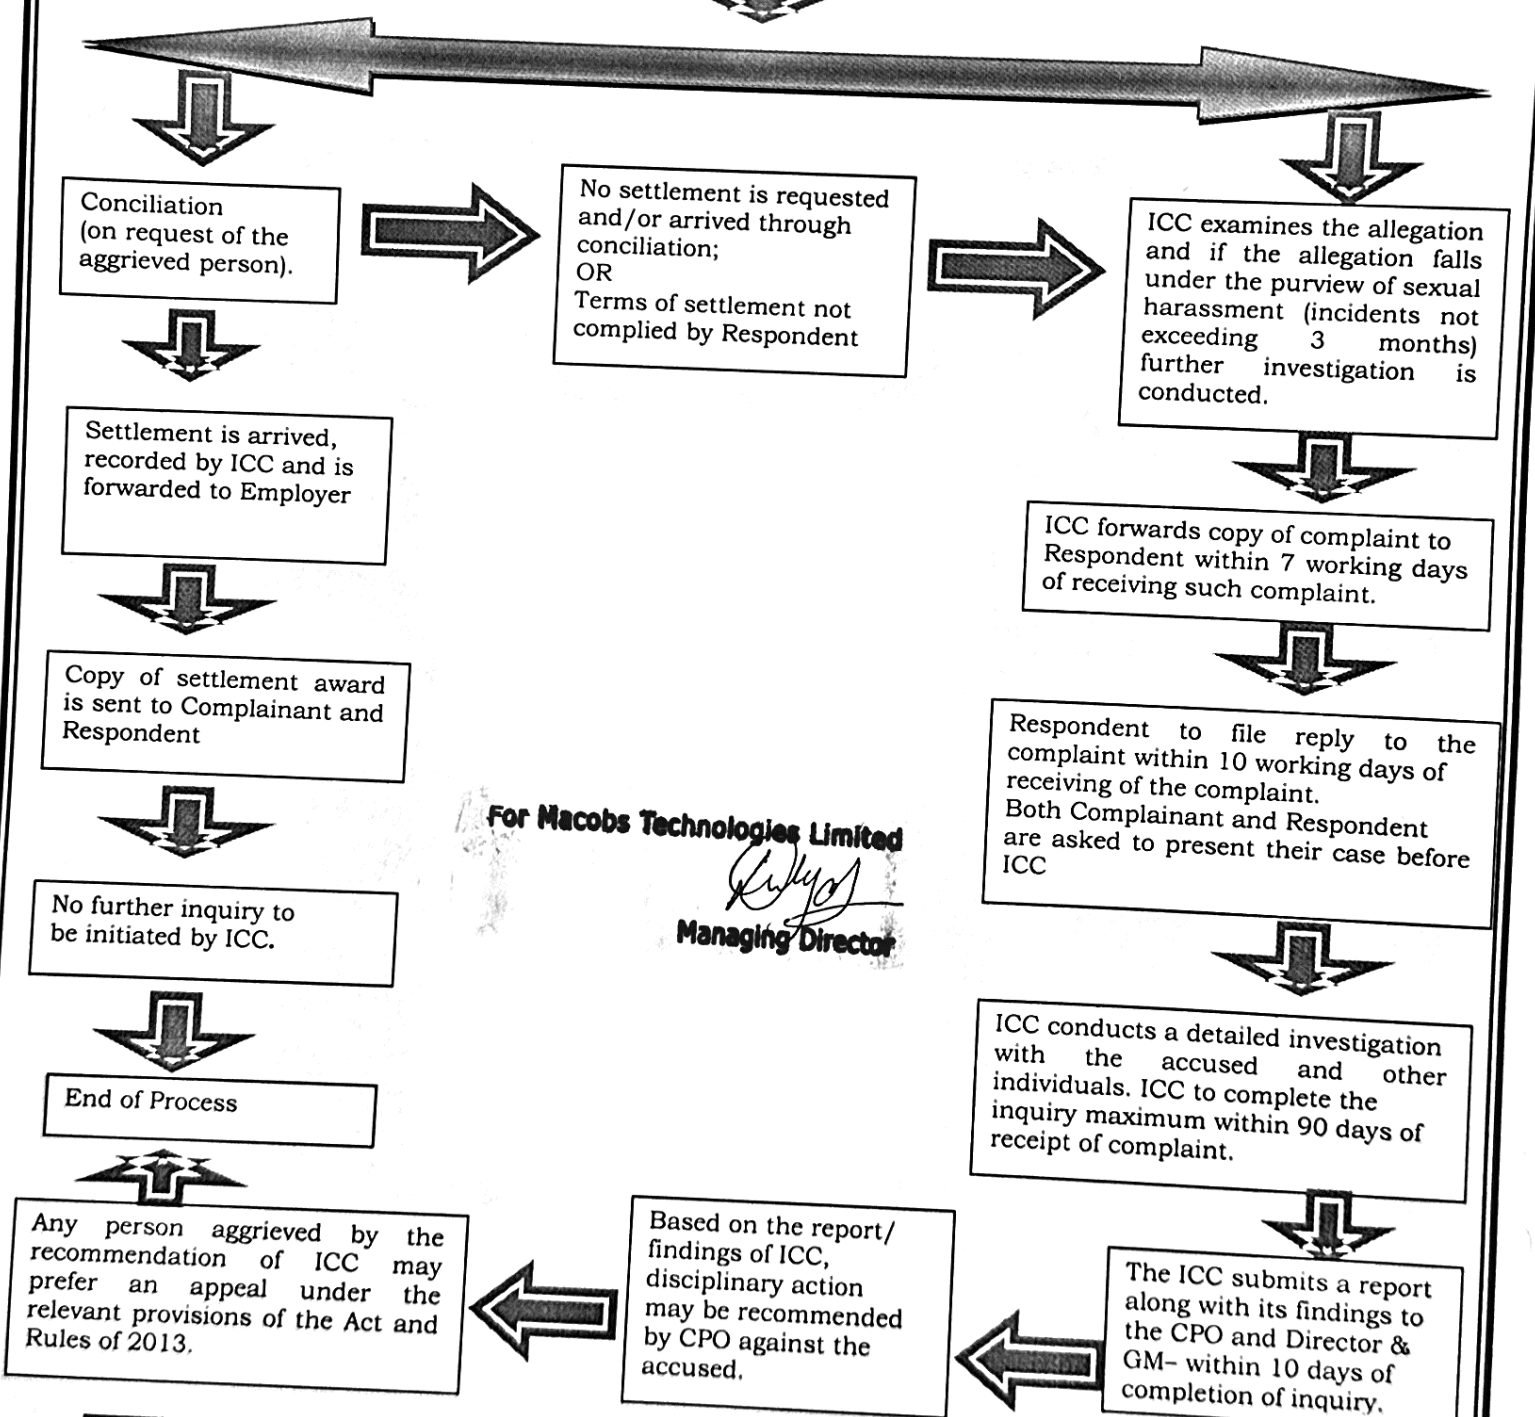 Conciliation
(on request of the
aggrieved person).
No settlement is requested
and/or arrived through
conciliation;
OR
Terms of settlement not
complied by Respondent
ICC examines the allegation
and if the allegation falls
under the purview of sexual
harassment (incidents not
exceeding 3 months)
further investigation is
conducted.
Settlement is arrived,
recorded by ICC and is
forwarded to Employer
ICC forwards copy of complaint to
Respondent within 7 working days
of receiving such complaint.
Copy of settlement award
is sent to Complainant and
Respondent
Respondent to file reply to the
complaint within 10 working days of
receiving of the complaint.
Both Complainant and Respondent
are asked to present their case before
ICC
For Macobs Technologies Limited
Managing Director
No further inquiry to
be initiated by ICC.
ICC conducts a detailed investigation
with the accused and other
individuals. ICC to complete the
inquiry maximum within 90 days of
receipt of complaint.
End of Process
Any person aggrieved by the
recommendation of ICC may
prefer an appeal under the
relevant provisions of the Act and
Rules of 2013.
Based on the report/
findings of ICC,
disciplinary action
may be recommended
by CPO against the
accused.
The ICC submits a report
along with its findings to
the CPO and Director &
GM– within 10 days of
completion of inquiry.